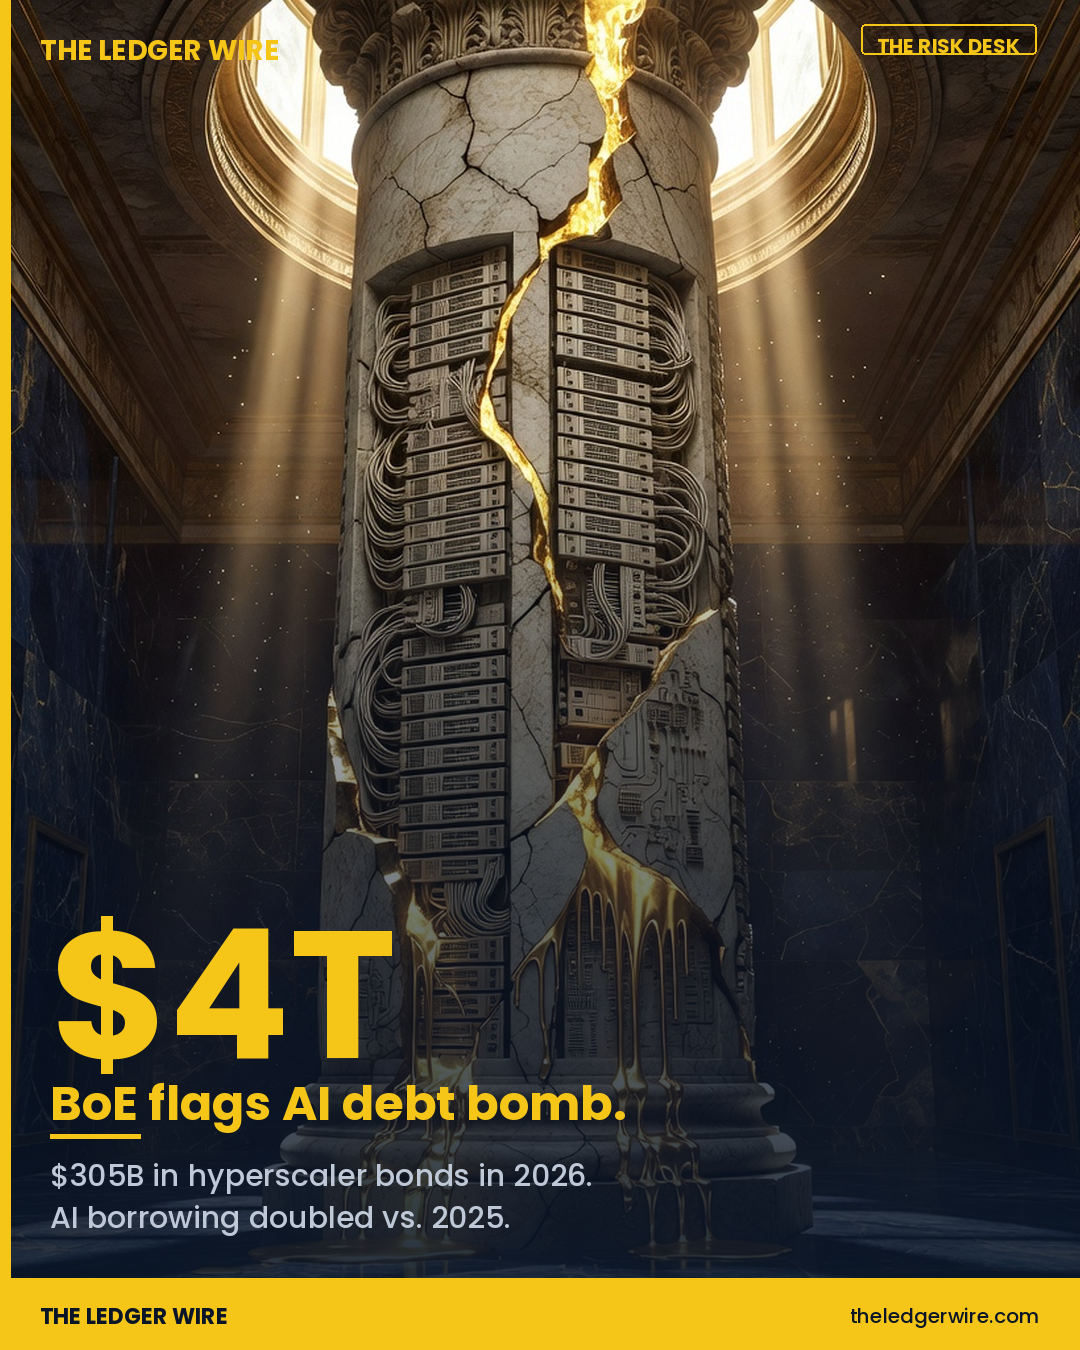 THE LEDGER WIRE
THE RISK DESK
$4T
BoE flags AI debt bomb.
$305B in hyperscaler bonds in 2026.
AI borrowing doubled vs. 2025.
THE LEDGER WIRE
theledgerwire.com